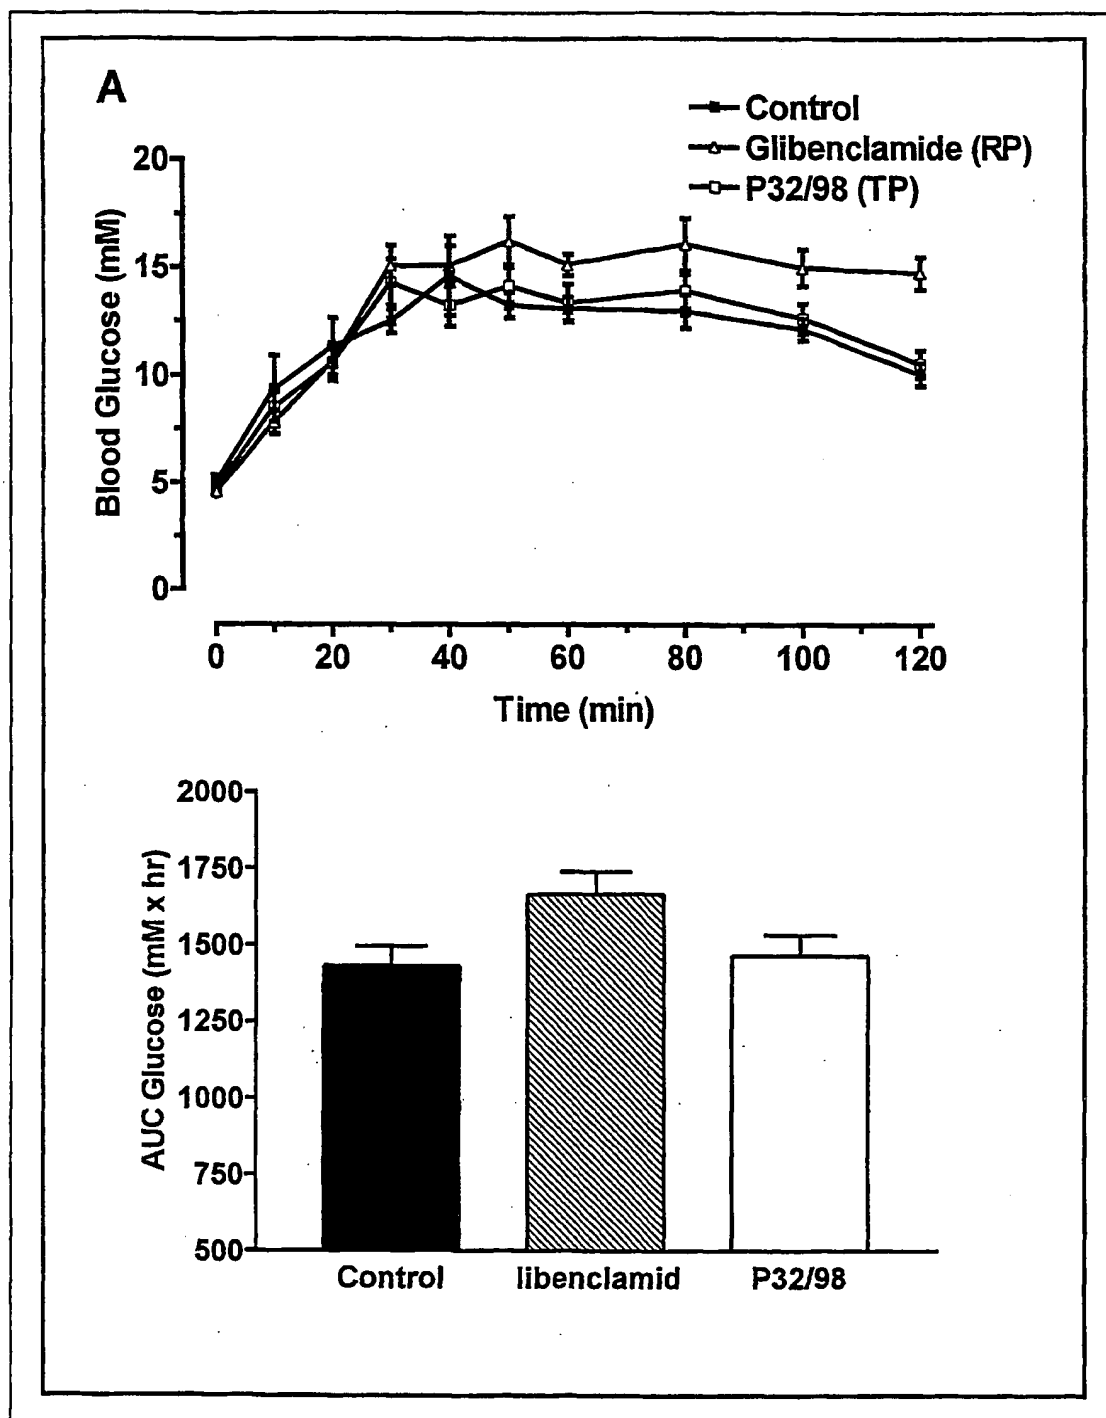 A
Control
Glibenclamide (RP)
P32/98 (TP)
20
15
10
5
0
Blood Glucose (mM)
0 20 40 60 80 100 120
Time (min)
2000
1750
1500
1250
1000
750
500
AUC Glucose (mM x hr)
Control libenclamid P32/98